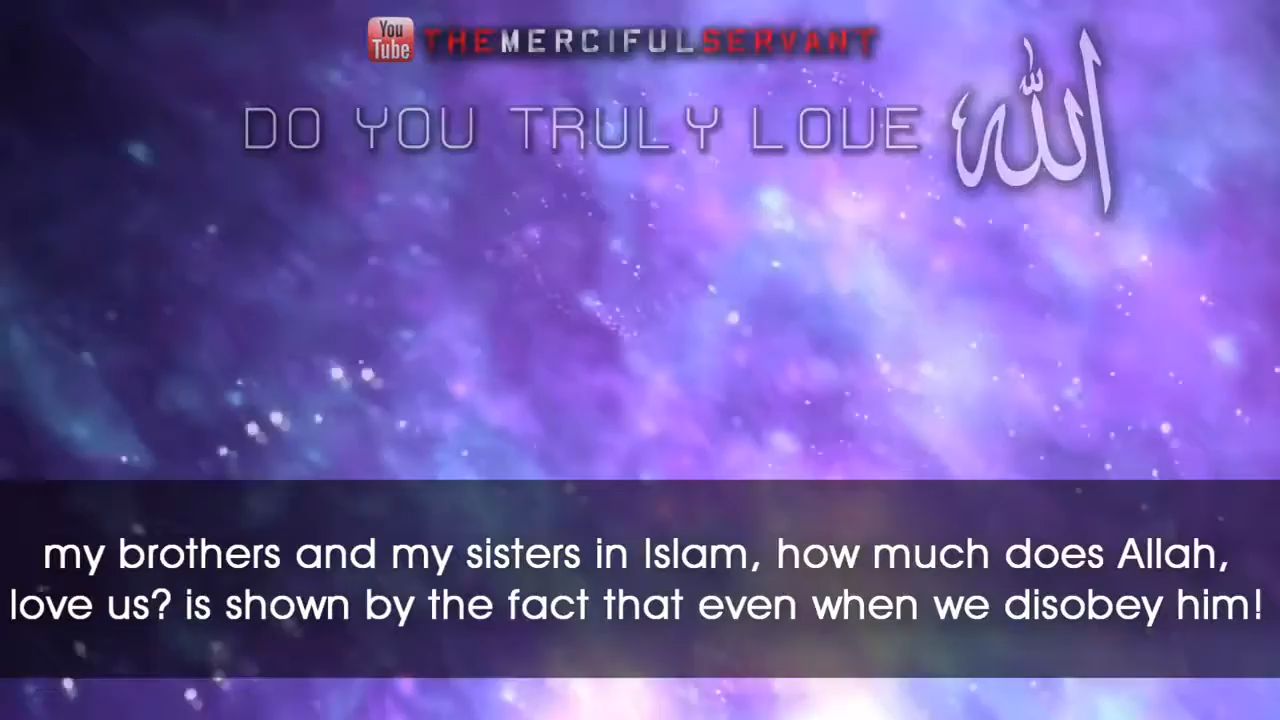 You Tube THEMERCIFULSERVANT
DO YOU TRULY LOVE الله
my brothers and my sisters in Islam, how much does Allah,
love us? is shown by the fact that even when we disobey him!